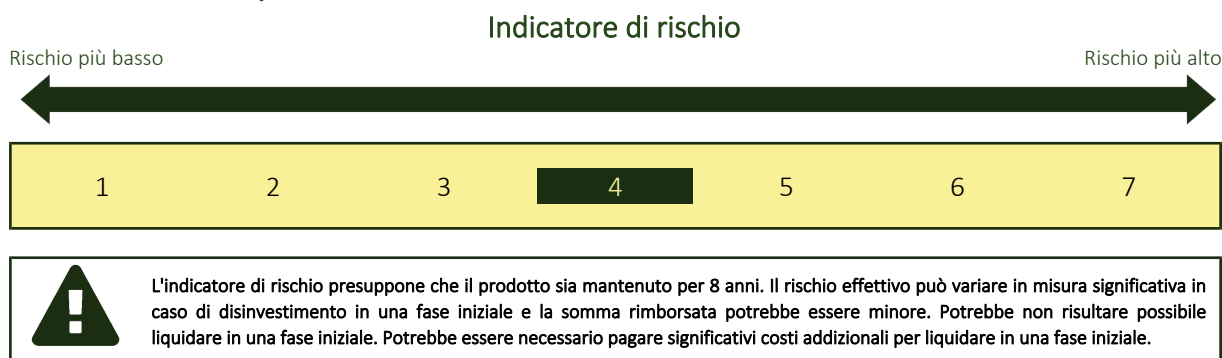 Indicatore di rischio
Rischio più basso
Rischio più alto
1 2 3 4 5 6 7
L'indicatore di rischio presuppone che il prodotto sia mantenuto per 8 anni. Il rischio effettivo può variare in misura significativa in
caso di disinvestimento in una fase iniziale e la somma rimborsata potrebbe essere minore. Potrebbe non risultare possibile
liquidare in una fase iniziale. Potrebbe essere necessario pagare significativi costi addizionali per liquidare in una fase iniziale.